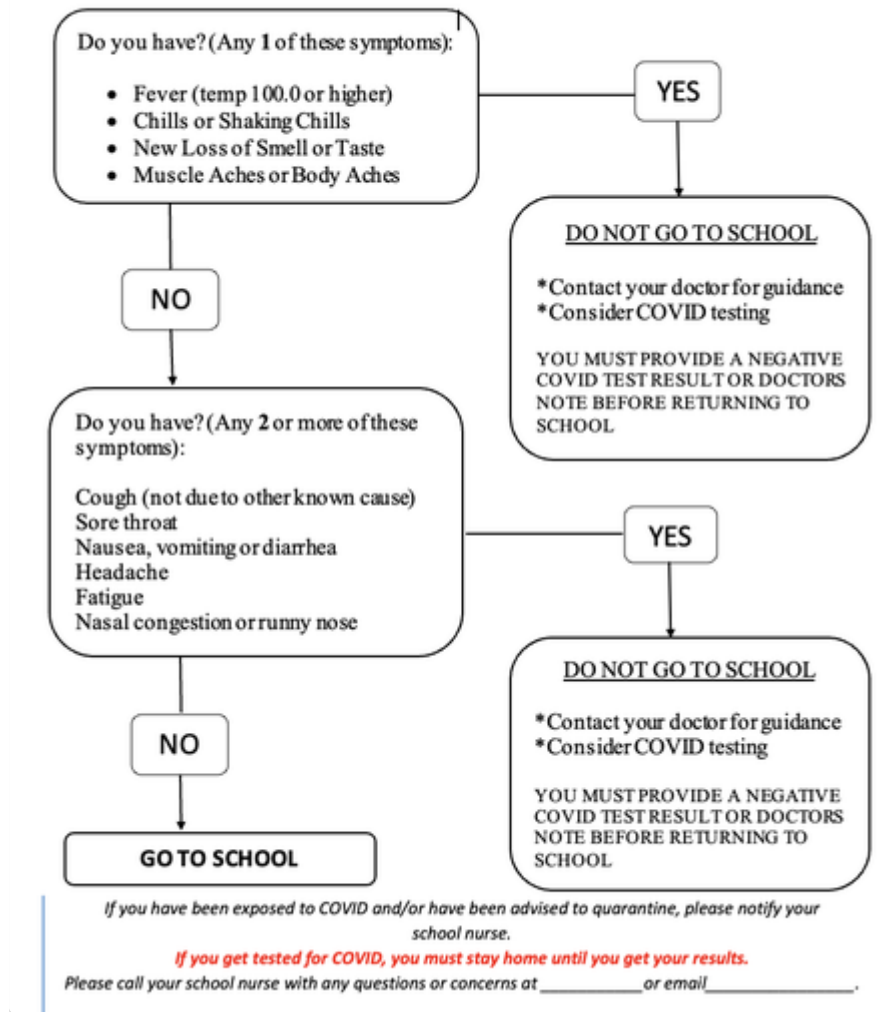 Do you have? (Any 1 of these symptoms):
• Fever (temp 100.0 or higher)
• Chills or Shaking Chills
• New Loss of Smell or Taste
• Muscle Aches or Body Aches
YES
DO NOT GO TO SCHOOL
*Contact your doctor for guidance
*Consider COVID testing
YOU MUST PROVIDE A NEGATIVE
COVID TEST RESULT OR DOCTORS
NOTE BEFORE RETURNING TO
SCHOOL
NO
Do you have? (Any 2 or more of these
symptoms):
Cough (not due to other known cause)
Sore throat
Nausea, vomiting or diarrhea
Headache
Fatigue
Nasal congestion or runny nose
YES
DO NOT GO TO SCHOOL
*Contact your doctor for guidance
*Consider COVID testing
YOU MUST PROVIDE A NEGATIVE
COVID TEST RESULT OR DOCTORS
NOTE BEFORE RETURNING TO
SCHOOL
NO
GO TO SCHOOL
If you have been exposed to COVID and/or have been advised to quarantine, please notify your
school nurse.
If you get tested for COVID, you must stay home until you get your results.
Please call your school nurse with any questions or concerns at ____________ or email__________________.